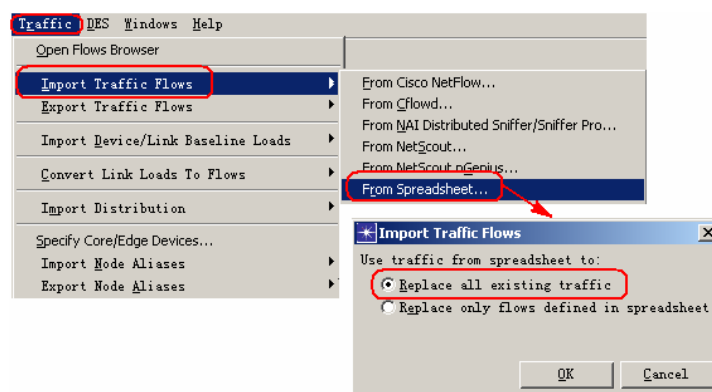 Traffic DES Windows Help
Open Flows Browser
Import Traffic Flows
Export Traffic Flows
Import Device/Link Baseline Loads
Convert Link Loads To Flows
Import Distribution
Specify Core/Edge Devices...
Import Node Aliases
Export Node Aliases
From Cisco NetFlow...
From Cflowd...
From NAI Distributed Sniffer/Sniffer Pro...
From NetScout...
From NetScout nGenius...
From Spreadsheet...
Import Traffic Flows
Use traffic from spreadsheet to:
Replace all existing traffic
Replace only flows defined in spreadsheet
OK Cancel